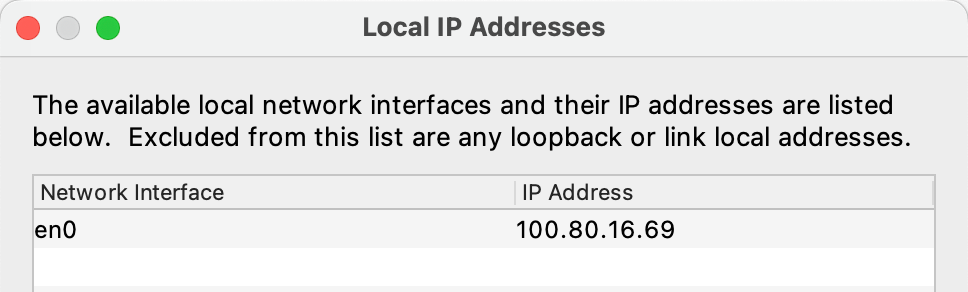 Local IP Addresses
The available local network interfaces and their IP addresses are listed
below.  Excluded from this list are any loopback or link local addresses.
Network Interface IP Address
en0 100.80.16.69